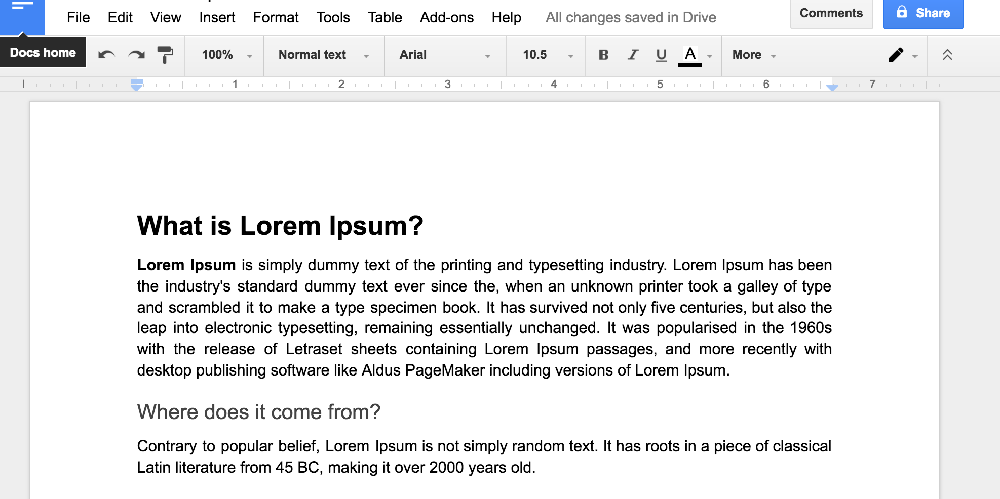 File Edit View Insert Format Tools Table Add-ons Help All changes saved in Drive Comments Share
Docs home 100% Normal text Arial 10.5 B I U A More
1 2 3 4 5 6 7
What is Lorem Ipsum?
Lorem Ipsum is simply dummy text of the printing and typesetting industry. Lorem Ipsum has been
the industry's standard dummy text ever since the, when an unknown printer took a galley of type
and scrambled it to make a type specimen book. It has survived not only five centuries, but also the
leap into electronic typesetting, remaining essentially unchanged. It was popularised in the 1960s
with the release of Letraset sheets containing Lorem Ipsum passages, and more recently with
desktop publishing software like Aldus PageMaker including versions of Lorem Ipsum.
Where does it come from?
Contrary to popular belief, Lorem Ipsum is not simply random text. It has roots in a piece of classical
Latin literature from 45 BC, making it over 2000 years old.